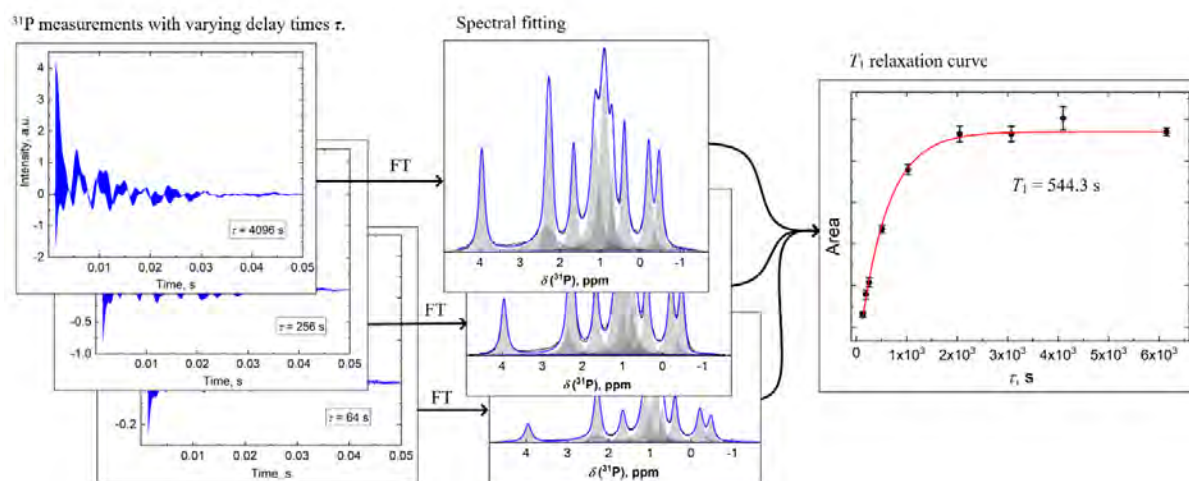 ³¹P measurements with varying delay times τ.
Spectral fitting
T₁ relaxation curve
Intensity, a.u.
4
3
2
1
0
-1
-2
τ = 4096 s
0.01 0.02 0.03 0.04 0.05
Time, s
FT
4 3 2 1 0 -1
δ(³¹P), ppm
-0.5
-1.0
τ = 256 s
0.01 0.02 0.03 0.04 0.05
Time, s
FT
4 3 2 1 0 -1
δ(³¹P), ppm
-0.2
τ = 64 s
0.01 0.02 0.03 0.04 0.05
Time, s
FT
4 3 2 1 0 -1
δ(³¹P), ppm
Area
T₁ = 544.3 s
0 1×10³ 2×10³ 3×10³ 4×10³ 5×10³ 6×10³
τ, s